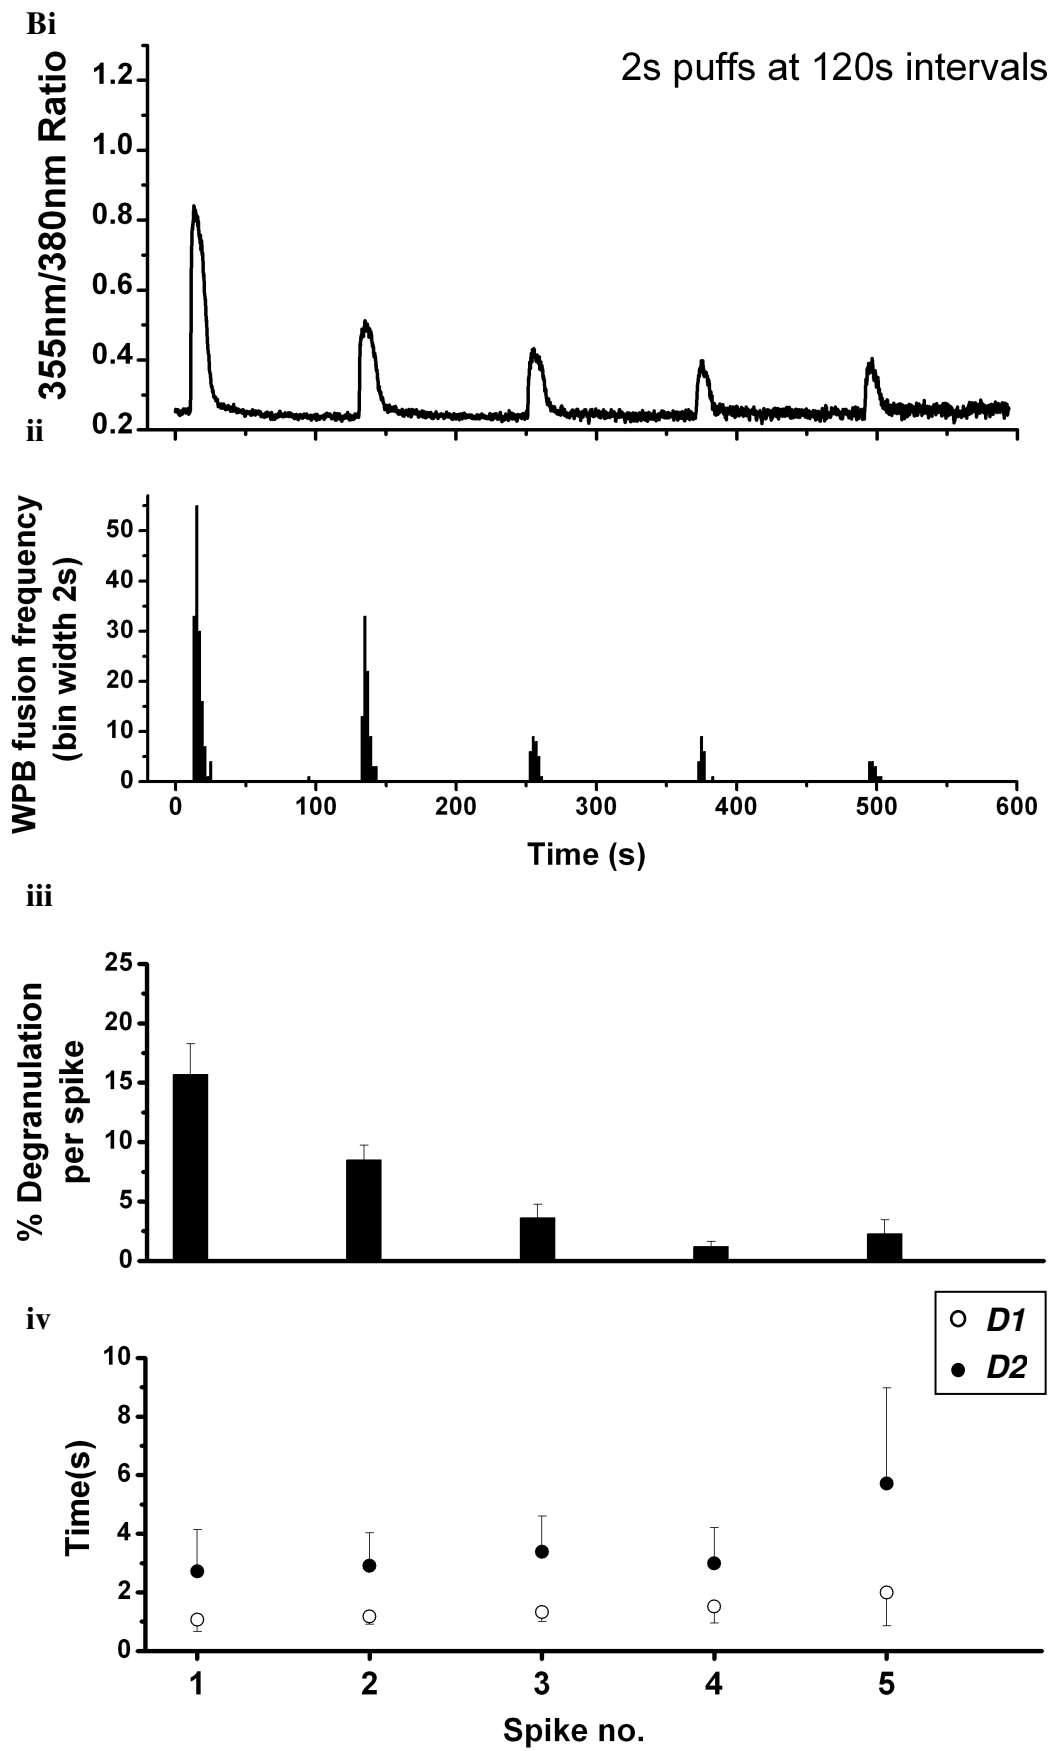 Bi
2s puffs at 120s intervals
355nm/380nm Ratio
1.2
1.0
0.8
0.6
0.4
0.2
ii
WPB fusion frequency
(bin width 2s)
50
40
30
20
10
0
0 100 200 300 400 500 600
Time (s)
iii
% Degranulation
per spike
25
20
15
10
5
0
iv
D1
D2
Time(s)
10
8
6
4
2
0
1 2 3 4 5
Spike no.